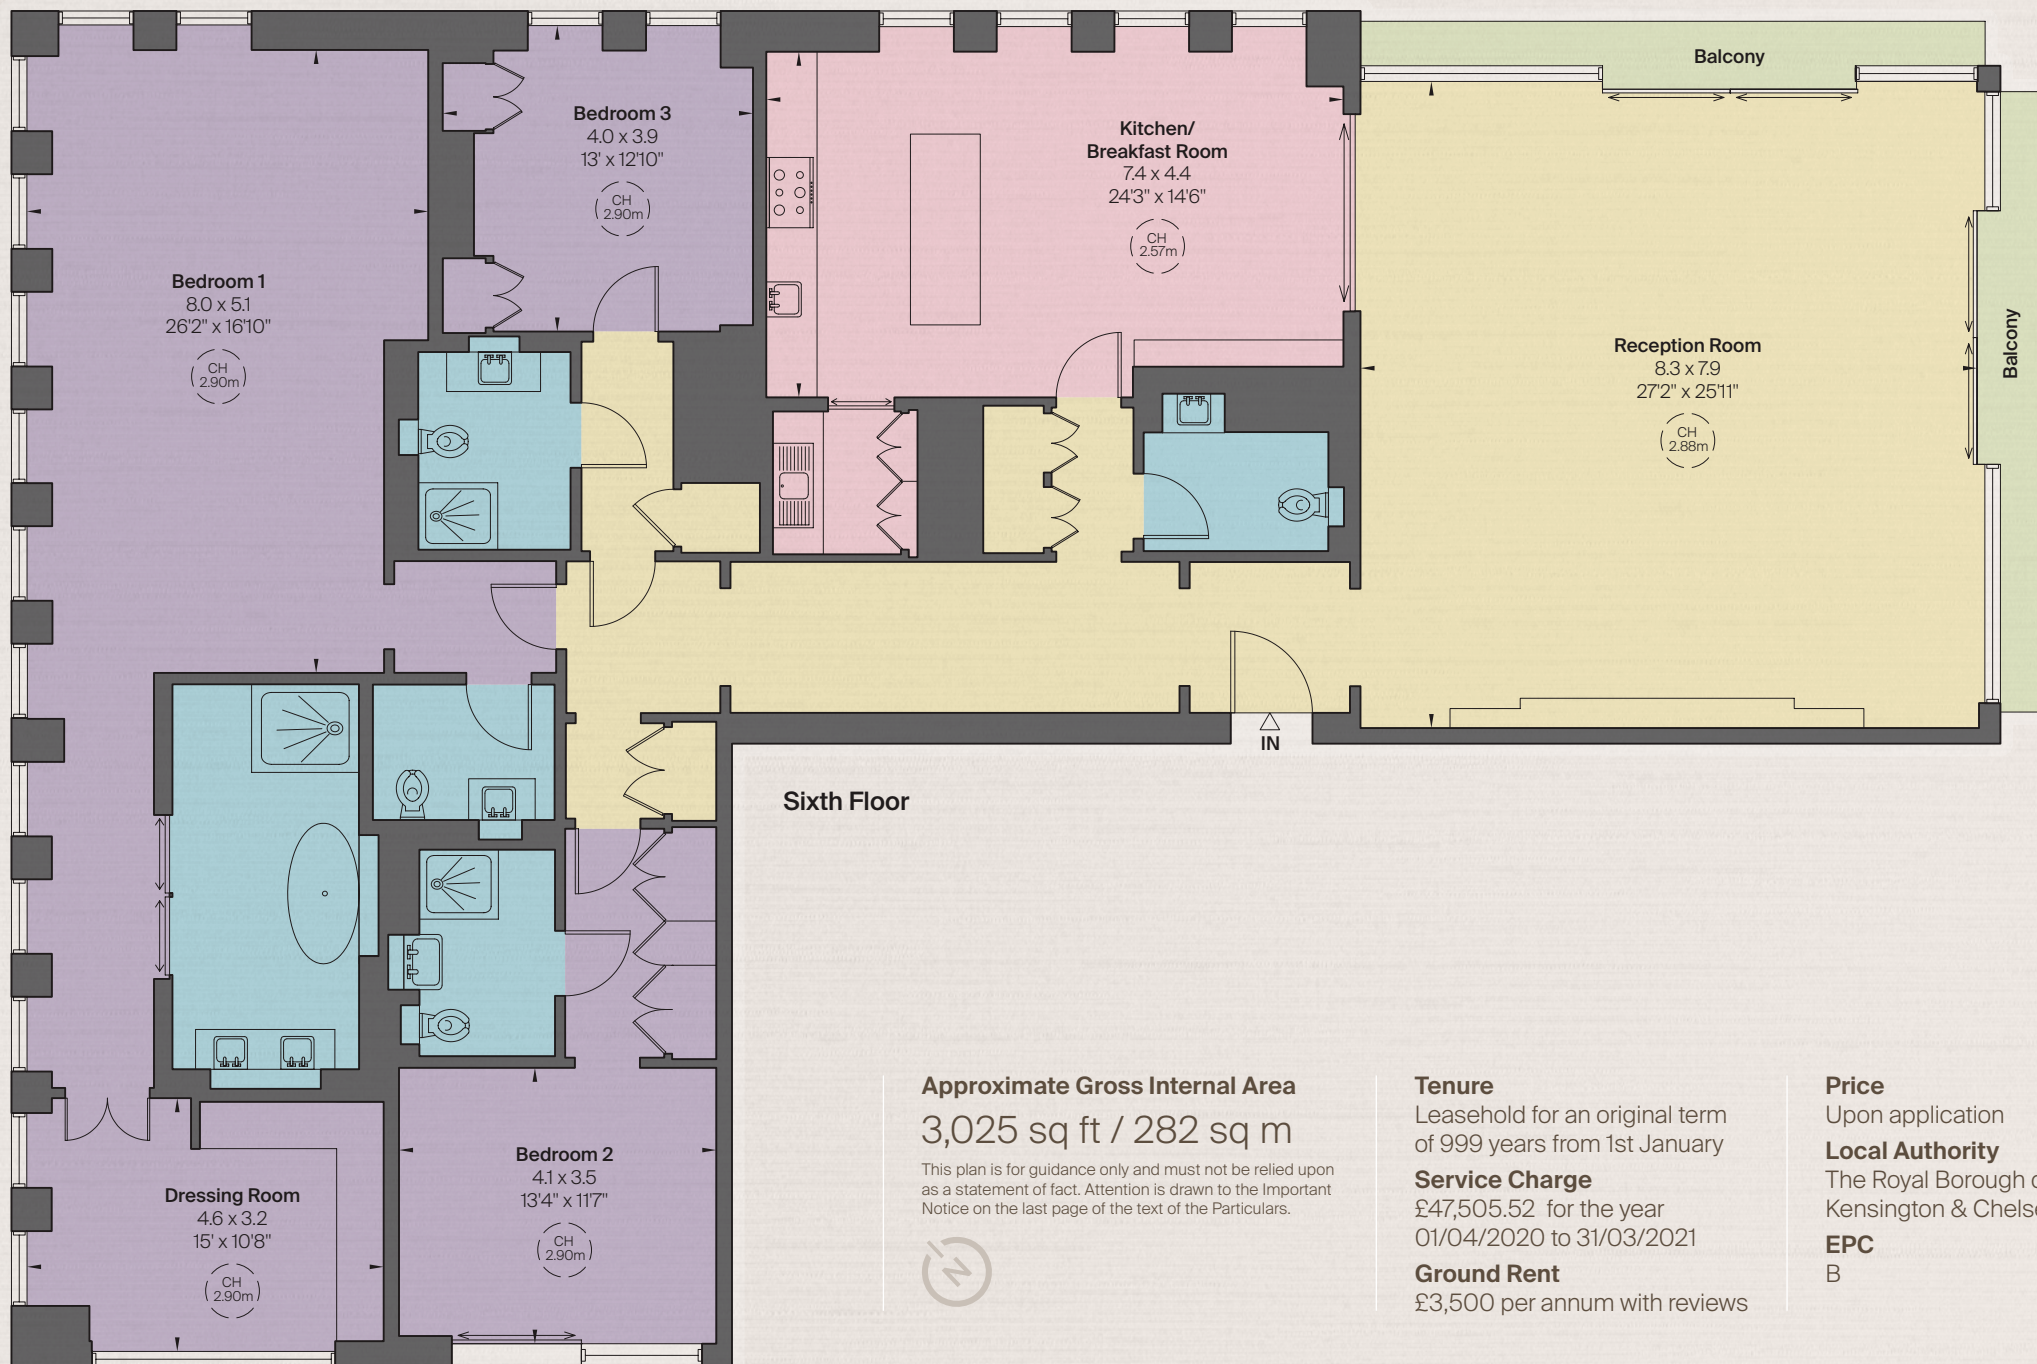 Balcony
Bedroom 3
4.0 x 3.9
13' x 12'10"
CH
2.90m
Kitchen/
Breakfast Room
7.4 x 4.4
24'3" x 14'6"
CH
2.57m
Bedroom 1
8.0 x 5.1
26'2" x 16'10"
CH
2.90m
Reception Room
8.3 x 7.9
27'2" x 25'11"
CH
2.88m
Balcony
IN
Sixth Floor
Dressing Room
4.6 x 3.2
15' x 10'8"
CH
2.90m
Bedroom 2
4.1 x 3.5
13'4" x 11'7"
CH
2.90m
Approximate Gross Internal Area
3,025 sq ft / 282 sq m
This plan is for guidance only and must not be relied upon
as a statement of fact. Attention is drawn to the Important
Notice on the last page of the text of the Particulars.
N
Tenure
Leasehold for an original term
of 999 years from 1st January
Service Charge
£47,505.52 for the year
01/04/2020 to 31/03/2021
Ground Rent
£3,500 per annum with reviews
Price
Upon application
Local Authority
The Royal Borough
Kensington & Chels
EPC
B